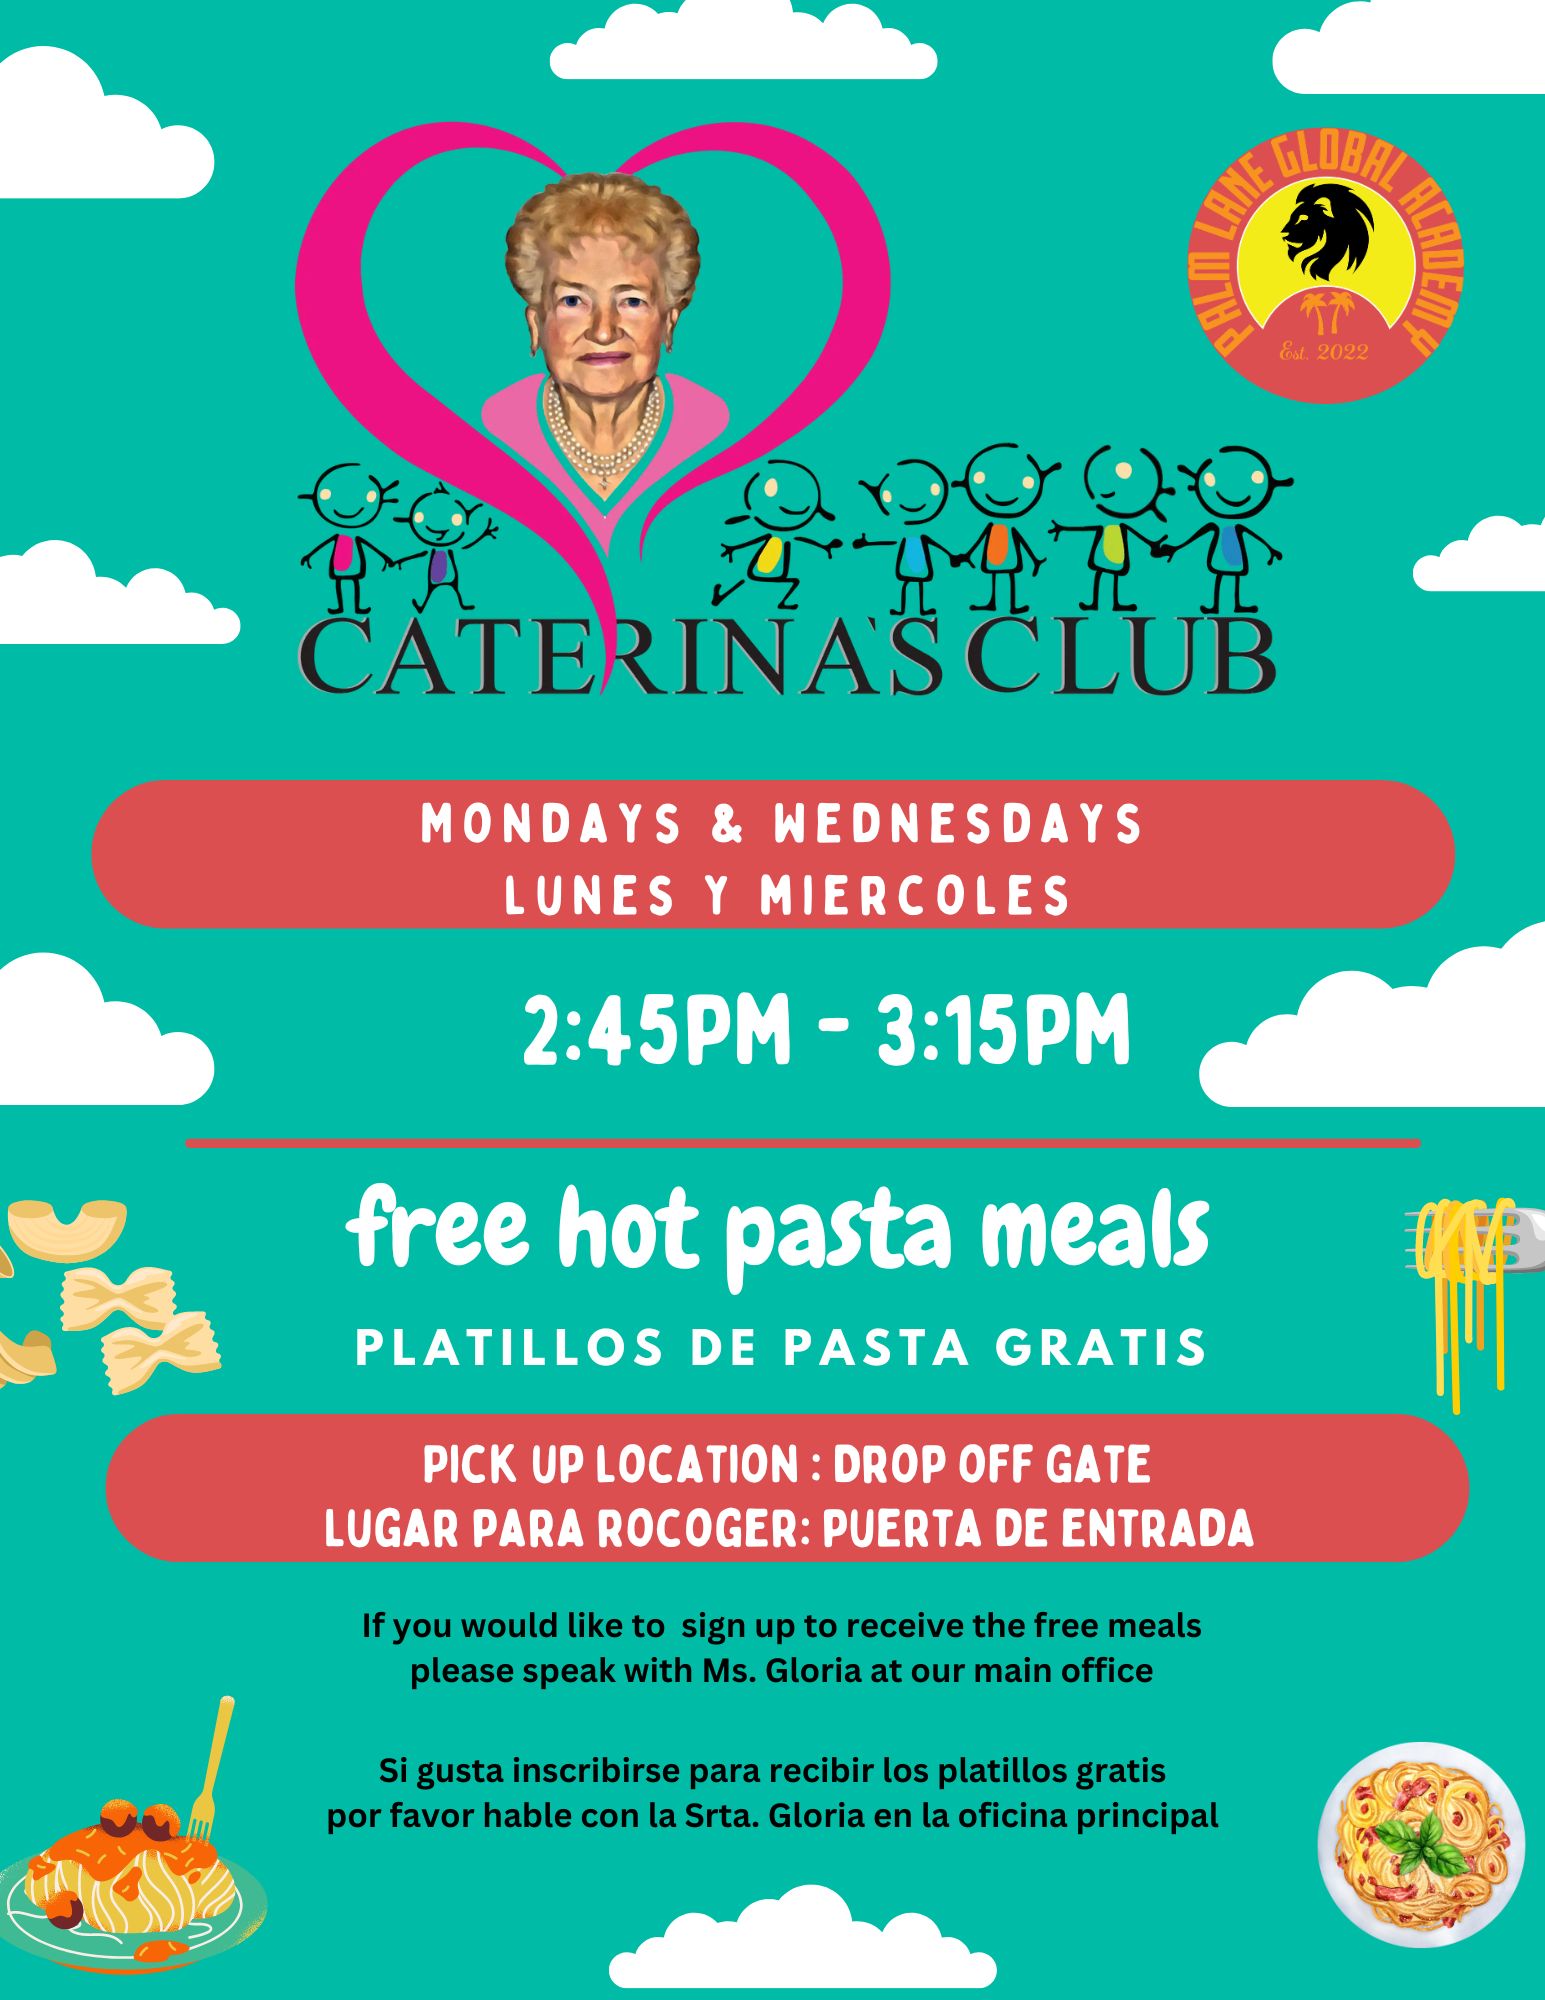 PALM LANE GLOBAL ACADEMY
Est. 2022
CATERINA'S CLUB
MONDAYS & WEDNESDAYS
LUNES Y MIERCOLES
2:45PM - 3:15PM
free hot pasta meals
PLATILLOS DE PASTA GRATIS
PICK UP LOCATION : DROP OFF GATE
LUGAR PARA ROCOGER: PUERTA DE ENTRADA
If you would like to sign up to receive the free meals
please speak with Ms. Gloria at our main office
Si gusta inscribirse para recibir los platillos gratis
por favor hable con la Srta. Gloria en la oficina principal